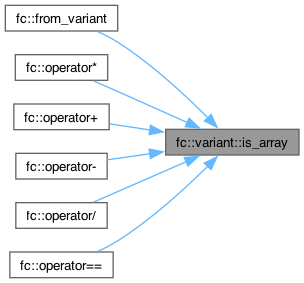 fc::from_variant
fc::operator*
fc::operator+
fc::variant::is_array
fc::operator-
fc::operator/
fc::operator==